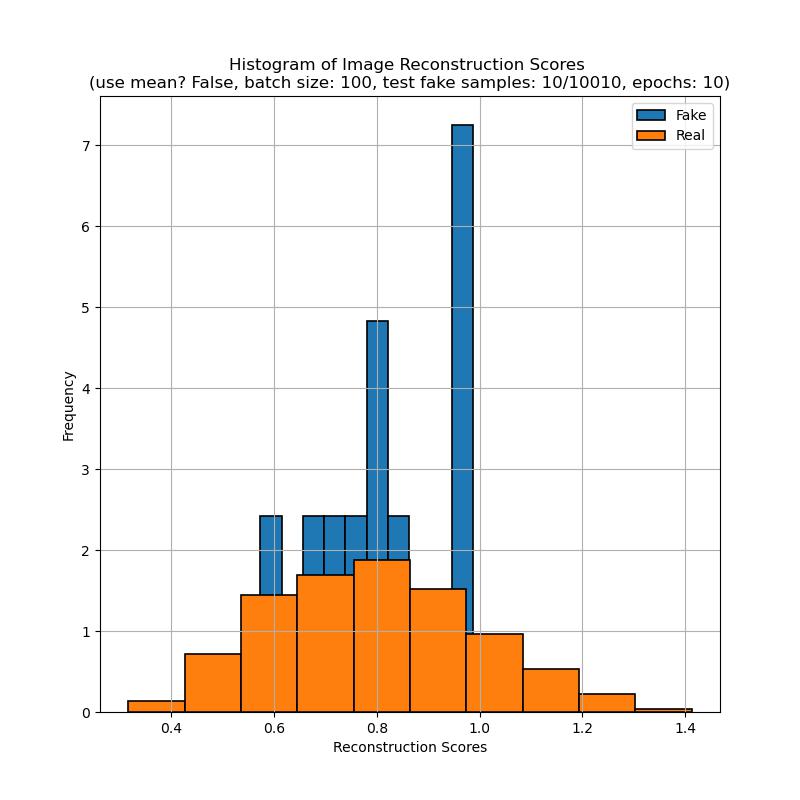 Histogram of Image Reconstruction Scores
(use mean? False, batch size: 100, test fake samples: 10/10010, epochs: 10)
Fake
Real
7
6
5
4
3
2
1
0
Frequency
0.4 0.6 0.8 1.0 1.2 1.4
Reconstruction Scores